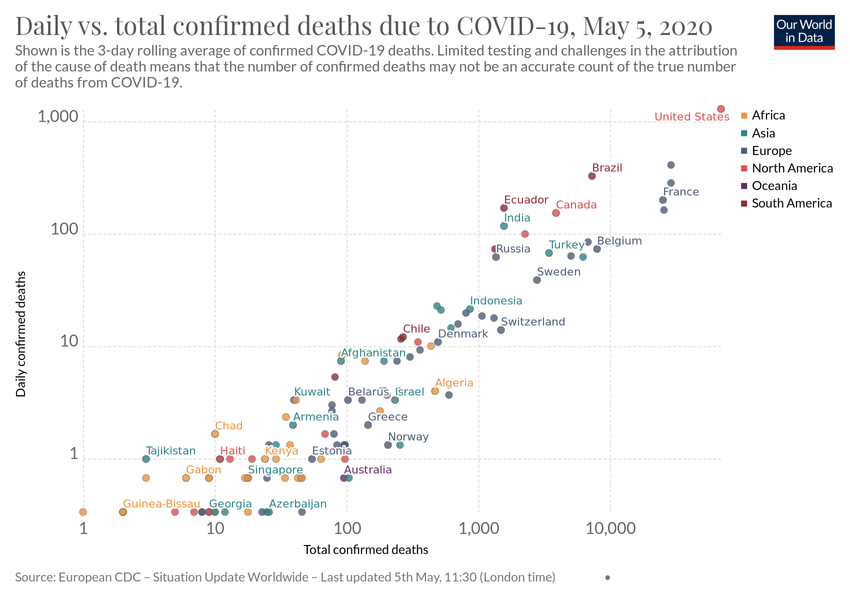 Daily vs. total confirmed deaths due to COVID-19, May 5, 2020
Our World
in Data
Shown is the 3-day rolling average of confirmed COVID-19 deaths. Limited testing and challenges in the attribution
of the cause of death means that the number of confirmed deaths may not be an accurate count of the true number
of deaths from COVID-19.
1,000
United States
Africa
Asia
Europe
North America
Oceania
South America
Brazil
France
Ecuador
Canada
India
100
Russia
Turkey
Belgium
Sweden
Indonesia
Chile
Switzerland
Denmark
10
Afghanistan
Algeria
Kuwait
Belarus
Israel
Armenia
Greece
Chad
Norway
Tajikistan
Haiti
Kenya
Estonia
1
Gabon
Singapore
Australia
Guinea-Bissau
Georgia
Azerbaijan
Daily confirmed deaths
1
10
100
1,000
10,000
Total confirmed deaths
Source: European CDC – Situation Update Worldwide – Last updated 5th May, 11:30 (London time)